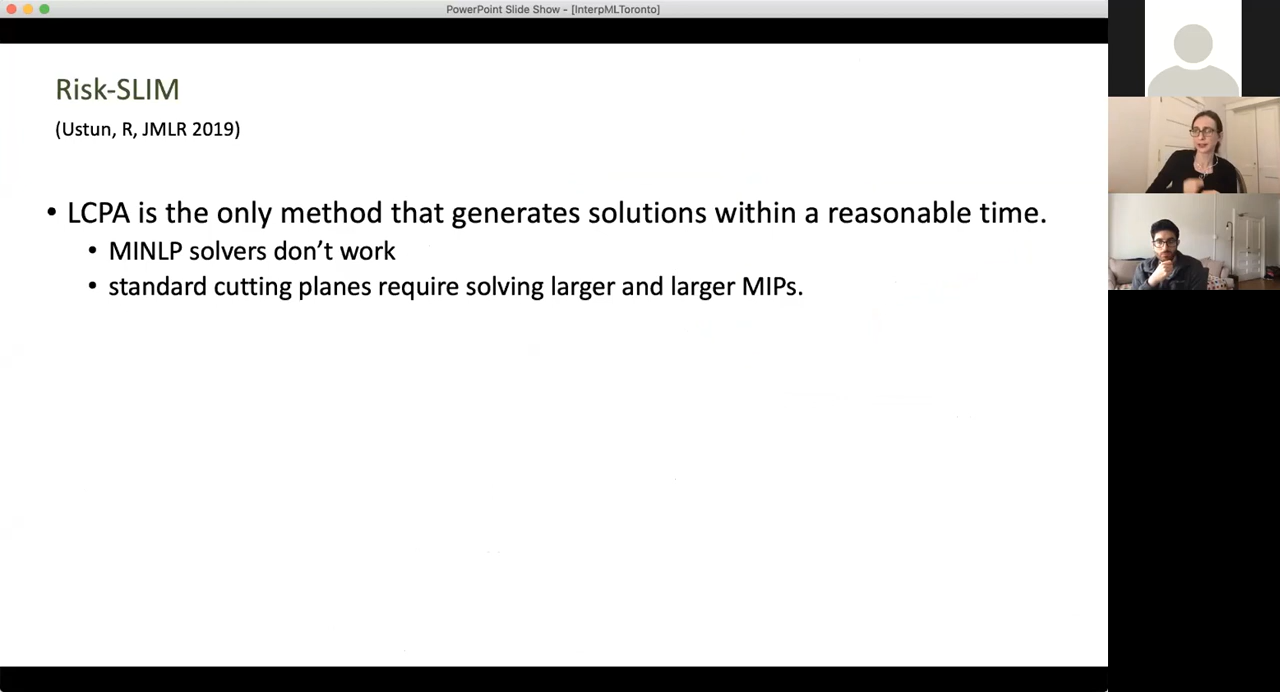 PowerPoint Slide Show - [InterpMLToronto]
Risk-SLIM
(Ustun, R, JMLR 2019)
• LCPA is the only method that generates solutions within a reasonable time.
• MINLP solvers don’t work
• standard cutting planes require solving larger and larger MIPs.